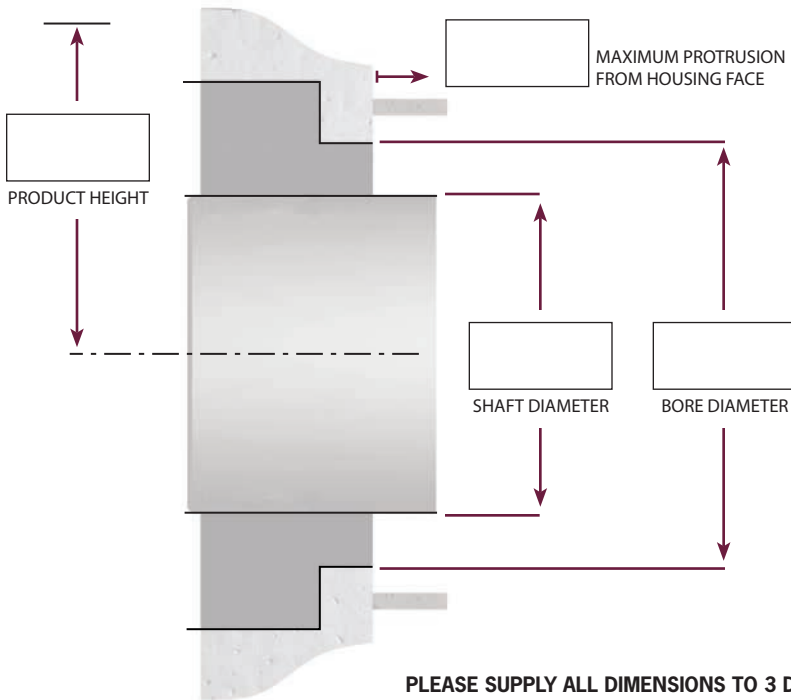 MAXIMUM PROTRUSION
FROM HOUSING FACE
PRODUCT HEIGHT
SHAFT DIAMETER
BORE DIAMETER
PLEASE SUPPLY ALL DIMENSIONS TO 3 D